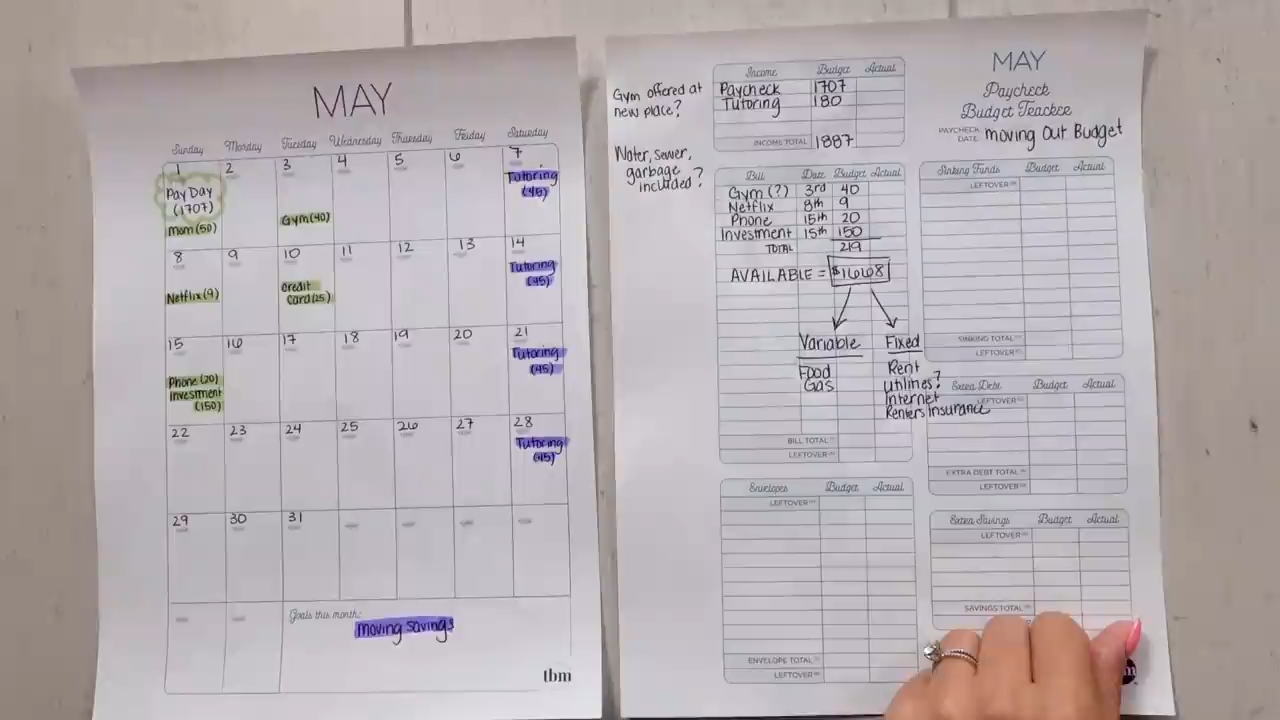 MAY
Sunday Monday Tuesday Wednesday Thursday Friday Saturday
1 2 3 4 5 6 7
Pay Day
(1707)
Mom (50)
Gym (40)
Tutoring
(45)
8 9 10 11 12 13 14
Netflix (9)
Credit
Card (25)
Tutoring
(45)
15 16 17 18 19 20 21
Phone (20)
Investment
(150)
Tutoring
(45)
22 23 24 25 26 27 28
Tutoring
(45)
29 30 31
Goals this month:
Moving Savings
tbm
Gym offered at
new place?
Water, sewer,
garbage
included?
Income Budget Actual
Paycheck 1707
Tutoring 180
INCOME TOTAL 1887
MAY
Paycheck
Budget Tracker
PAYCHECK
DATE:
Moving Out Budget
Bill Date Budget Actual
Gym (?) 3rd 40
Netflix 8th 9
Phone 15th 20
Investment 15th 150
TOTAL 219
AVAILABLE = $1668
Variable
Food
Gas
Fixed
Rent
utilities?
Internet
Renters Insurance
BILL TOTAL
LEFTOVER
Envelopes Budget Actual
LEFTOVER
ENVELOPE TOTAL
LEFTOVER
Sinking Funds Budget Actual
LEFTOVER
SINKING TOTAL
LEFTOVER
Extra Debt Budget Actual
LEFTOVER
EXTRA DEBT TOTAL
LEFTOVER
Extra Savings Budget Actual
LEFTOVER
SAVINGS TOTAL